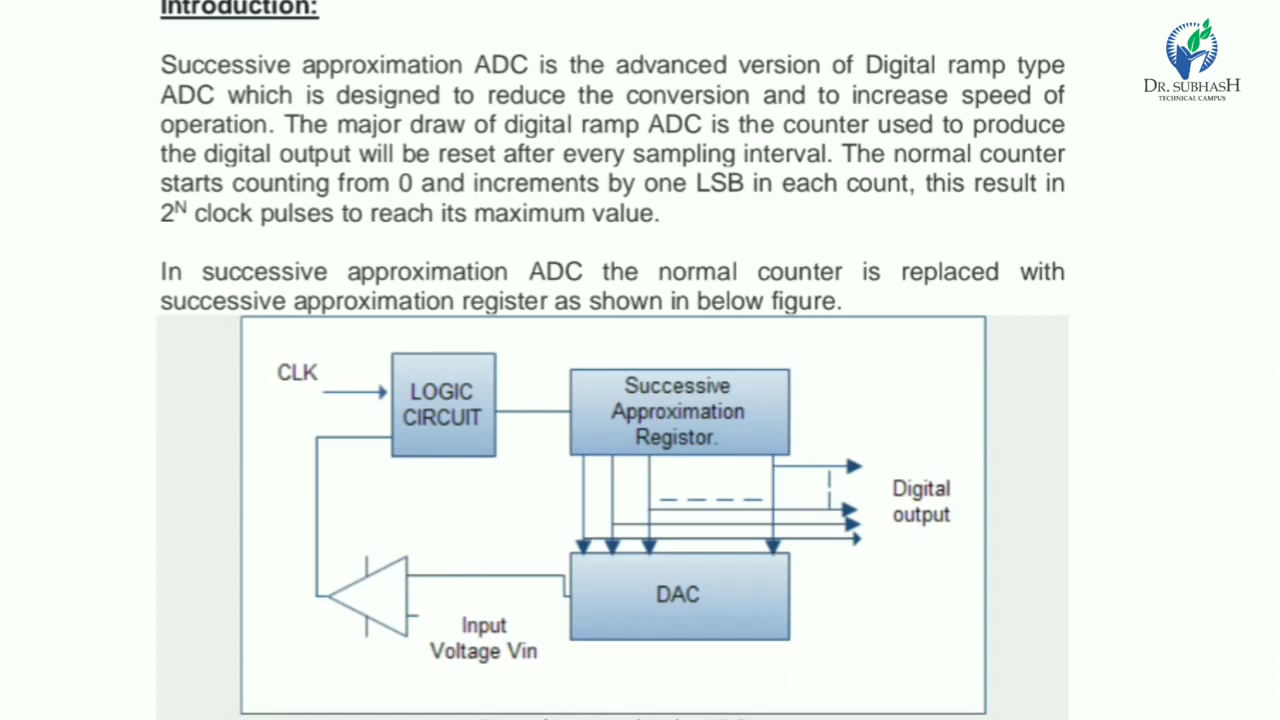 Introduction:
Successive approximation ADC is the advanced version of Digital ramp type
ADC which is designed to reduce the conversion and to increase speed of
operation. The major draw of digital ramp ADC is the counter used to produce
the digital output will be reset after every sampling interval. The normal counter
starts counting from 0 and increments by one LSB in each count, this result in
2ᴺ clock pulses to reach its maximum value.
In successive approximation ADC the normal counter is replaced with
successive approximation register as shown in below figure.
CLK
LOGIC
CIRCUIT
Successive
Approximation
Registor.
Digital
output
DAC
Input
Voltage Vin
DR. SUBHASH
TECHNICAL CAMPUS